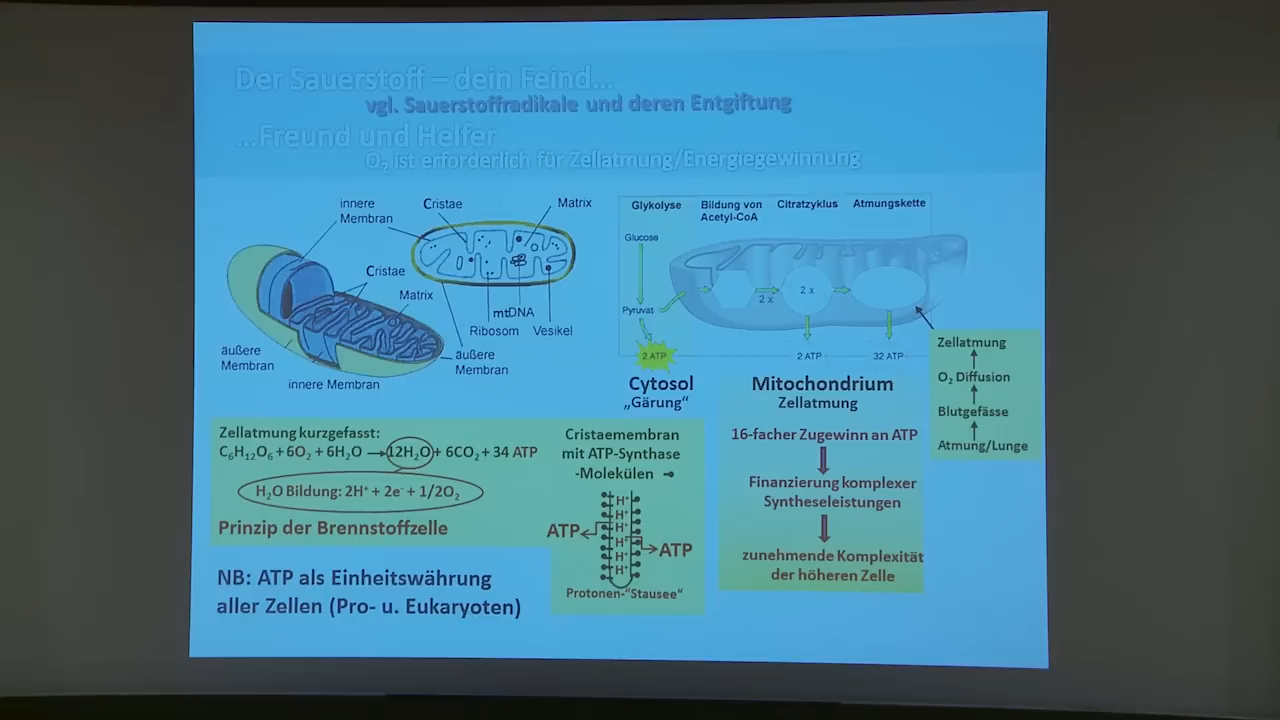 Der Sauerstoff – dein Feind...
vgl. Sauerstoffradikale und deren Entgiftung
...Freund und Helfer
O₂ ist erforderlich für Zellatmung/Energiegewinnung
innere
Membran
Cristae
Matrix
Cristae
Matrix
mtDNA
Ribosom
Vesikel
äußere
Membran
äußere
Membran
innere Membran
Glykolyse
Bildung von
Acetyl-CoA
Citratzyklus
Atmungskette
Glucose
Pyruvat
2 x
2 x
2 ATP
2 ATP
32 ATP
Cytosol
„Gärung“
Mitochondrium
Zellatmung
Zellatmung
O₂ Diffusion
Blutgefässe
Atmung/Lunge
Zellatmung kurzgefasst:
C₆H₁₂O₆ + 6O₂ + 6H₂O → 12H₂O + 6CO₂ + 34 ATP
H₂O Bildung: 2H⁺ + 2e⁻ + 1/2O₂
Prinzip der Brennstoffzelle
NB: ATP als Einheitswährung
aller Zellen (Pro- u. Eukaryoten)
Cristaemembran
mit ATP-Synthase
-Molekülen
H⁺
H⁺
H⁺
H⁺
H⁺
H⁺
ATP
ATP
Protonen-“Stausee“
16-facher Zugewinn an ATP
Finanzierung komplexer
Syntheseleistungen
zunehmende Komplexität
der höheren Zelle